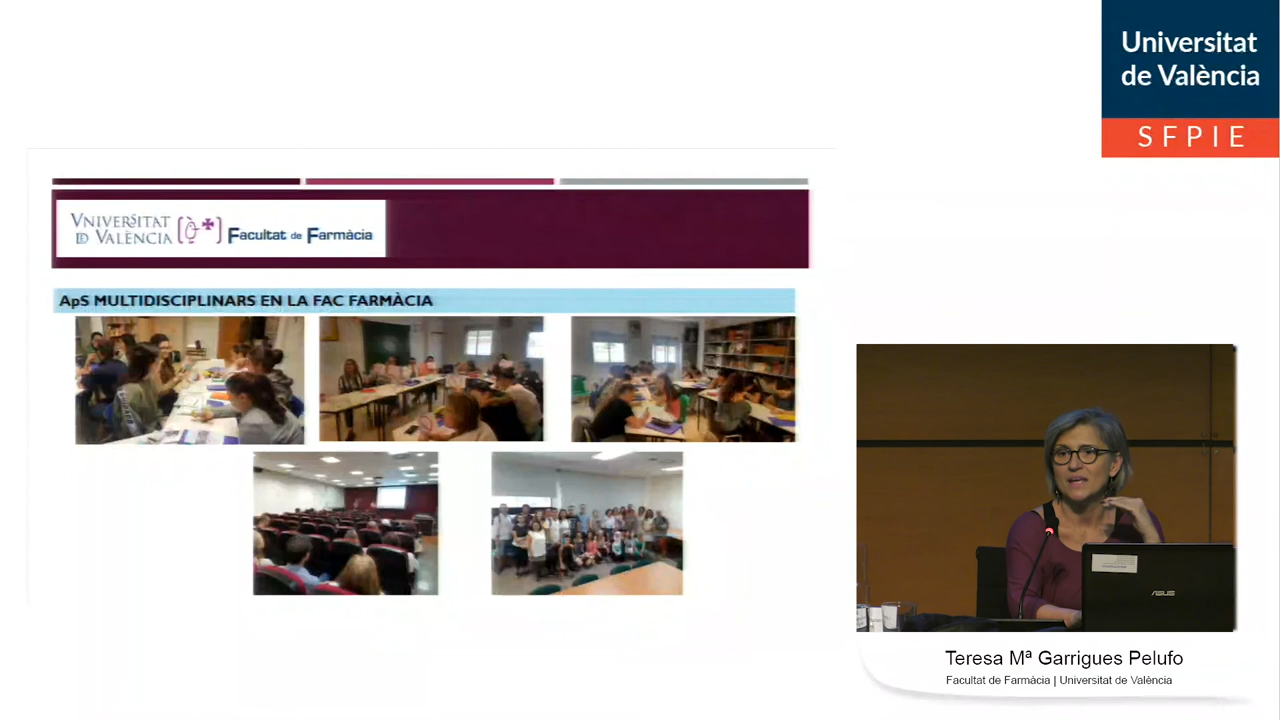 Universitat
de València
SFPIE
VNIVERSITAT
DE VALÈNCIA
Facultat de Farmàcia
ApS MULTIDISCIPLINARS EN LA FAC FARMÀCIA
ASUS
Teresa Mª Garrigues Pelufo
Facultat de Farmàcia | Universitat de València